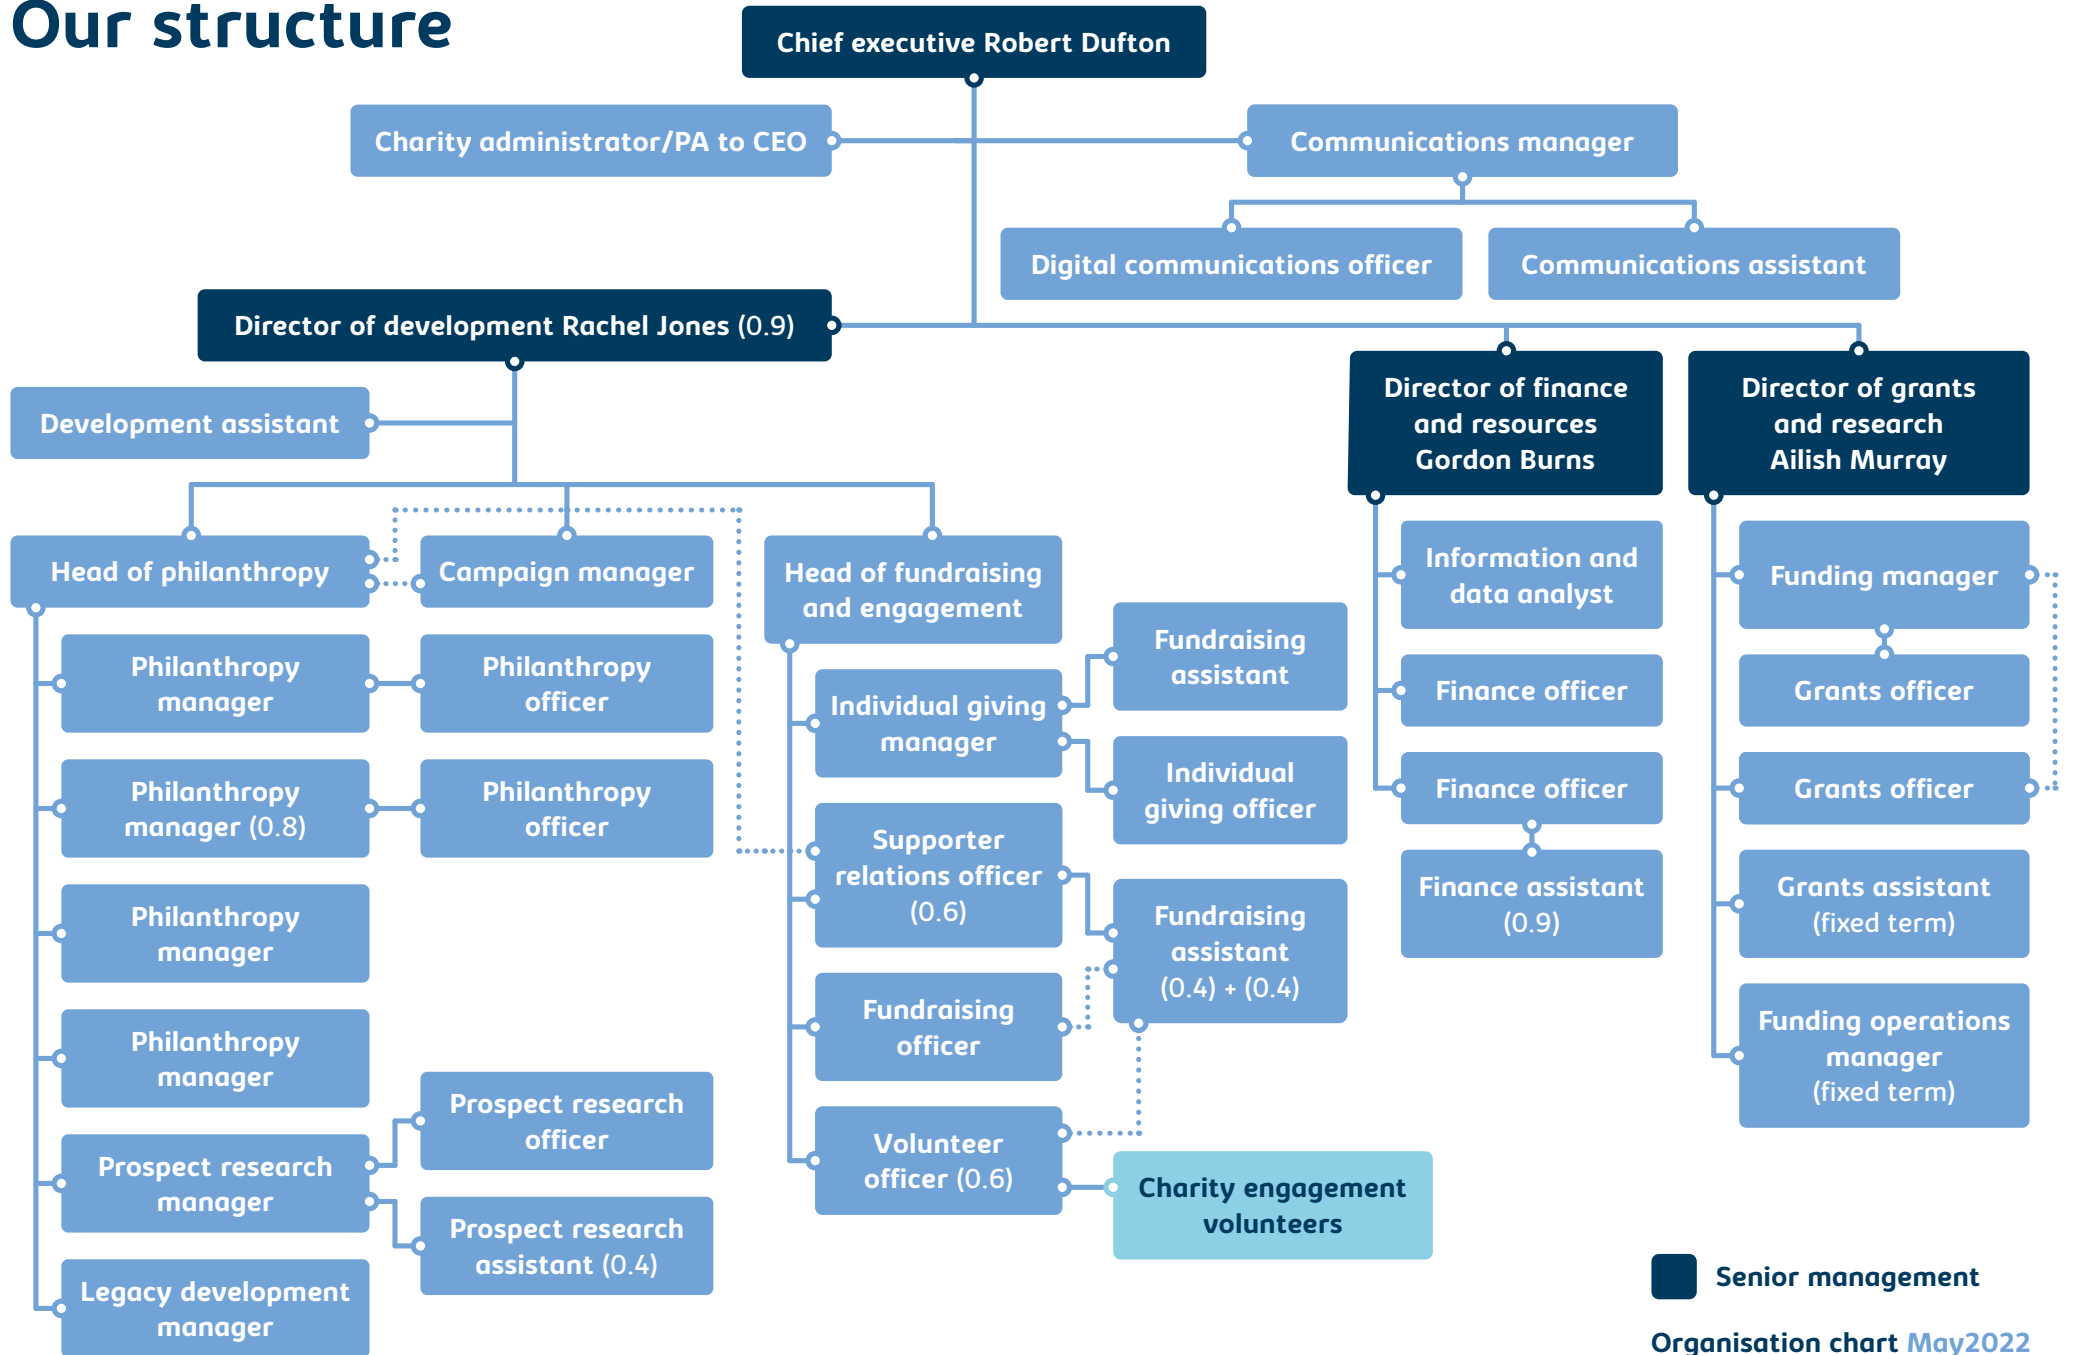 Our structure
Chief executive Robert Dufton
Charity administrator/PA to CEO
Communications manager
Digital communications officer
Communications assistant
Director of development Rachel Jones (0.9)
Director of finance
and resources
Gordon Burns
Director of grants
and research
Ailish Murray
Development assistant
Head of philanthropy
Campaign manager
Head of fundraising
and engagement
Philanthropy
manager
Philanthropy
officer
Philanthropy
manager (0.8)
Philanthropy
officer
Philanthropy
manager
Philanthropy
manager
Prospect research
manager
Prospect research
officer
Prospect research
assistant (0.4)
Legacy development
manager
Individual giving
manager
Fundraising
assistant
Individual
giving officer
Supporter
relations officer
(0.6)
Fundraising
assistant
(0.4) + (0.4)
Fundraising
officer
Volunteer
officer (0.6)
Charity engagement
volunteers
Information and
data analyst
Finance officer
Finance officer
Finance assistant
(0.9)
Funding manager
Grants officer
Grants officer
Grants assistant
(fixed term)
Funding operations
manager
(fixed term)
Senior management
Organisation chart May2022